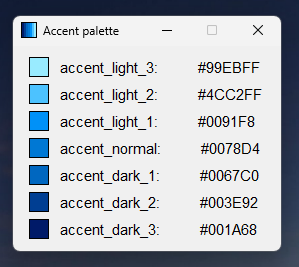 Accent palette
accent_light_3: #99EBFF
accent_light_2: #4CC2FF
accent_light_1: #0091F8
accent_normal: #0078D4
accent_dark_1: #0067C0
accent_dark_2: #003E92
accent_dark_3: #001A68